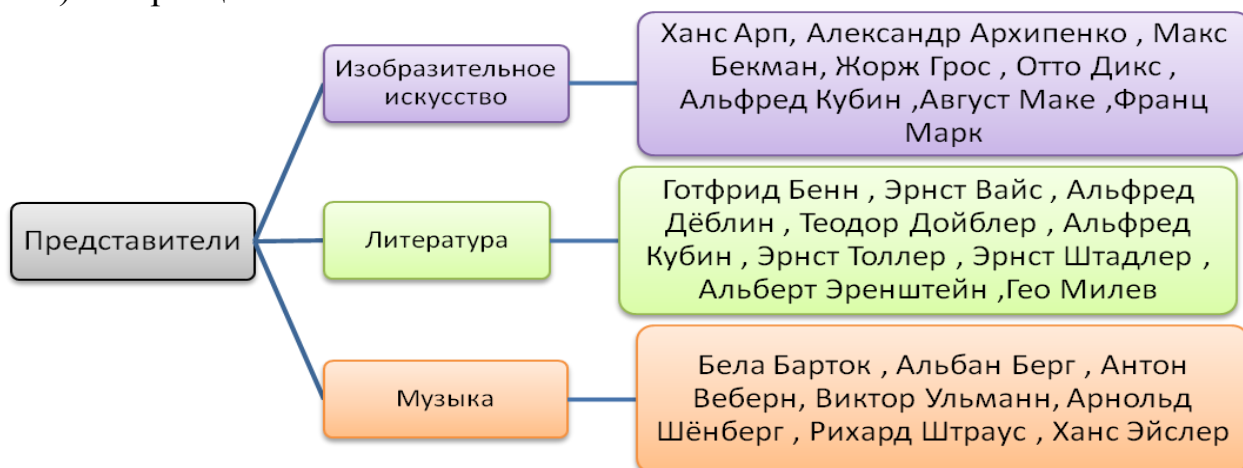 Изобразительное
искусство
Ханс Арп, Александр Архипенко , Макс
Бекман, Жорж Грос , Отто Дикс ,
Альфред Кубин ,Август Маке ,Франц
Марк
Представители
Литература
Готфрид Бенн , Эрнст Вайс , Альфред
Дёблин , Теодор Дойблер , Альфред
Кубин , Эрнст Толлер , Эрнст Штадлер ,
Альберт Эренштейн ,Гео Милев
Музыка
Бела Барток , Альбан Берг , Антон
Веберн, Виктор Ульманн, Арнольд
Шёнберг , Рихард Штраус , Ханс Эйслер